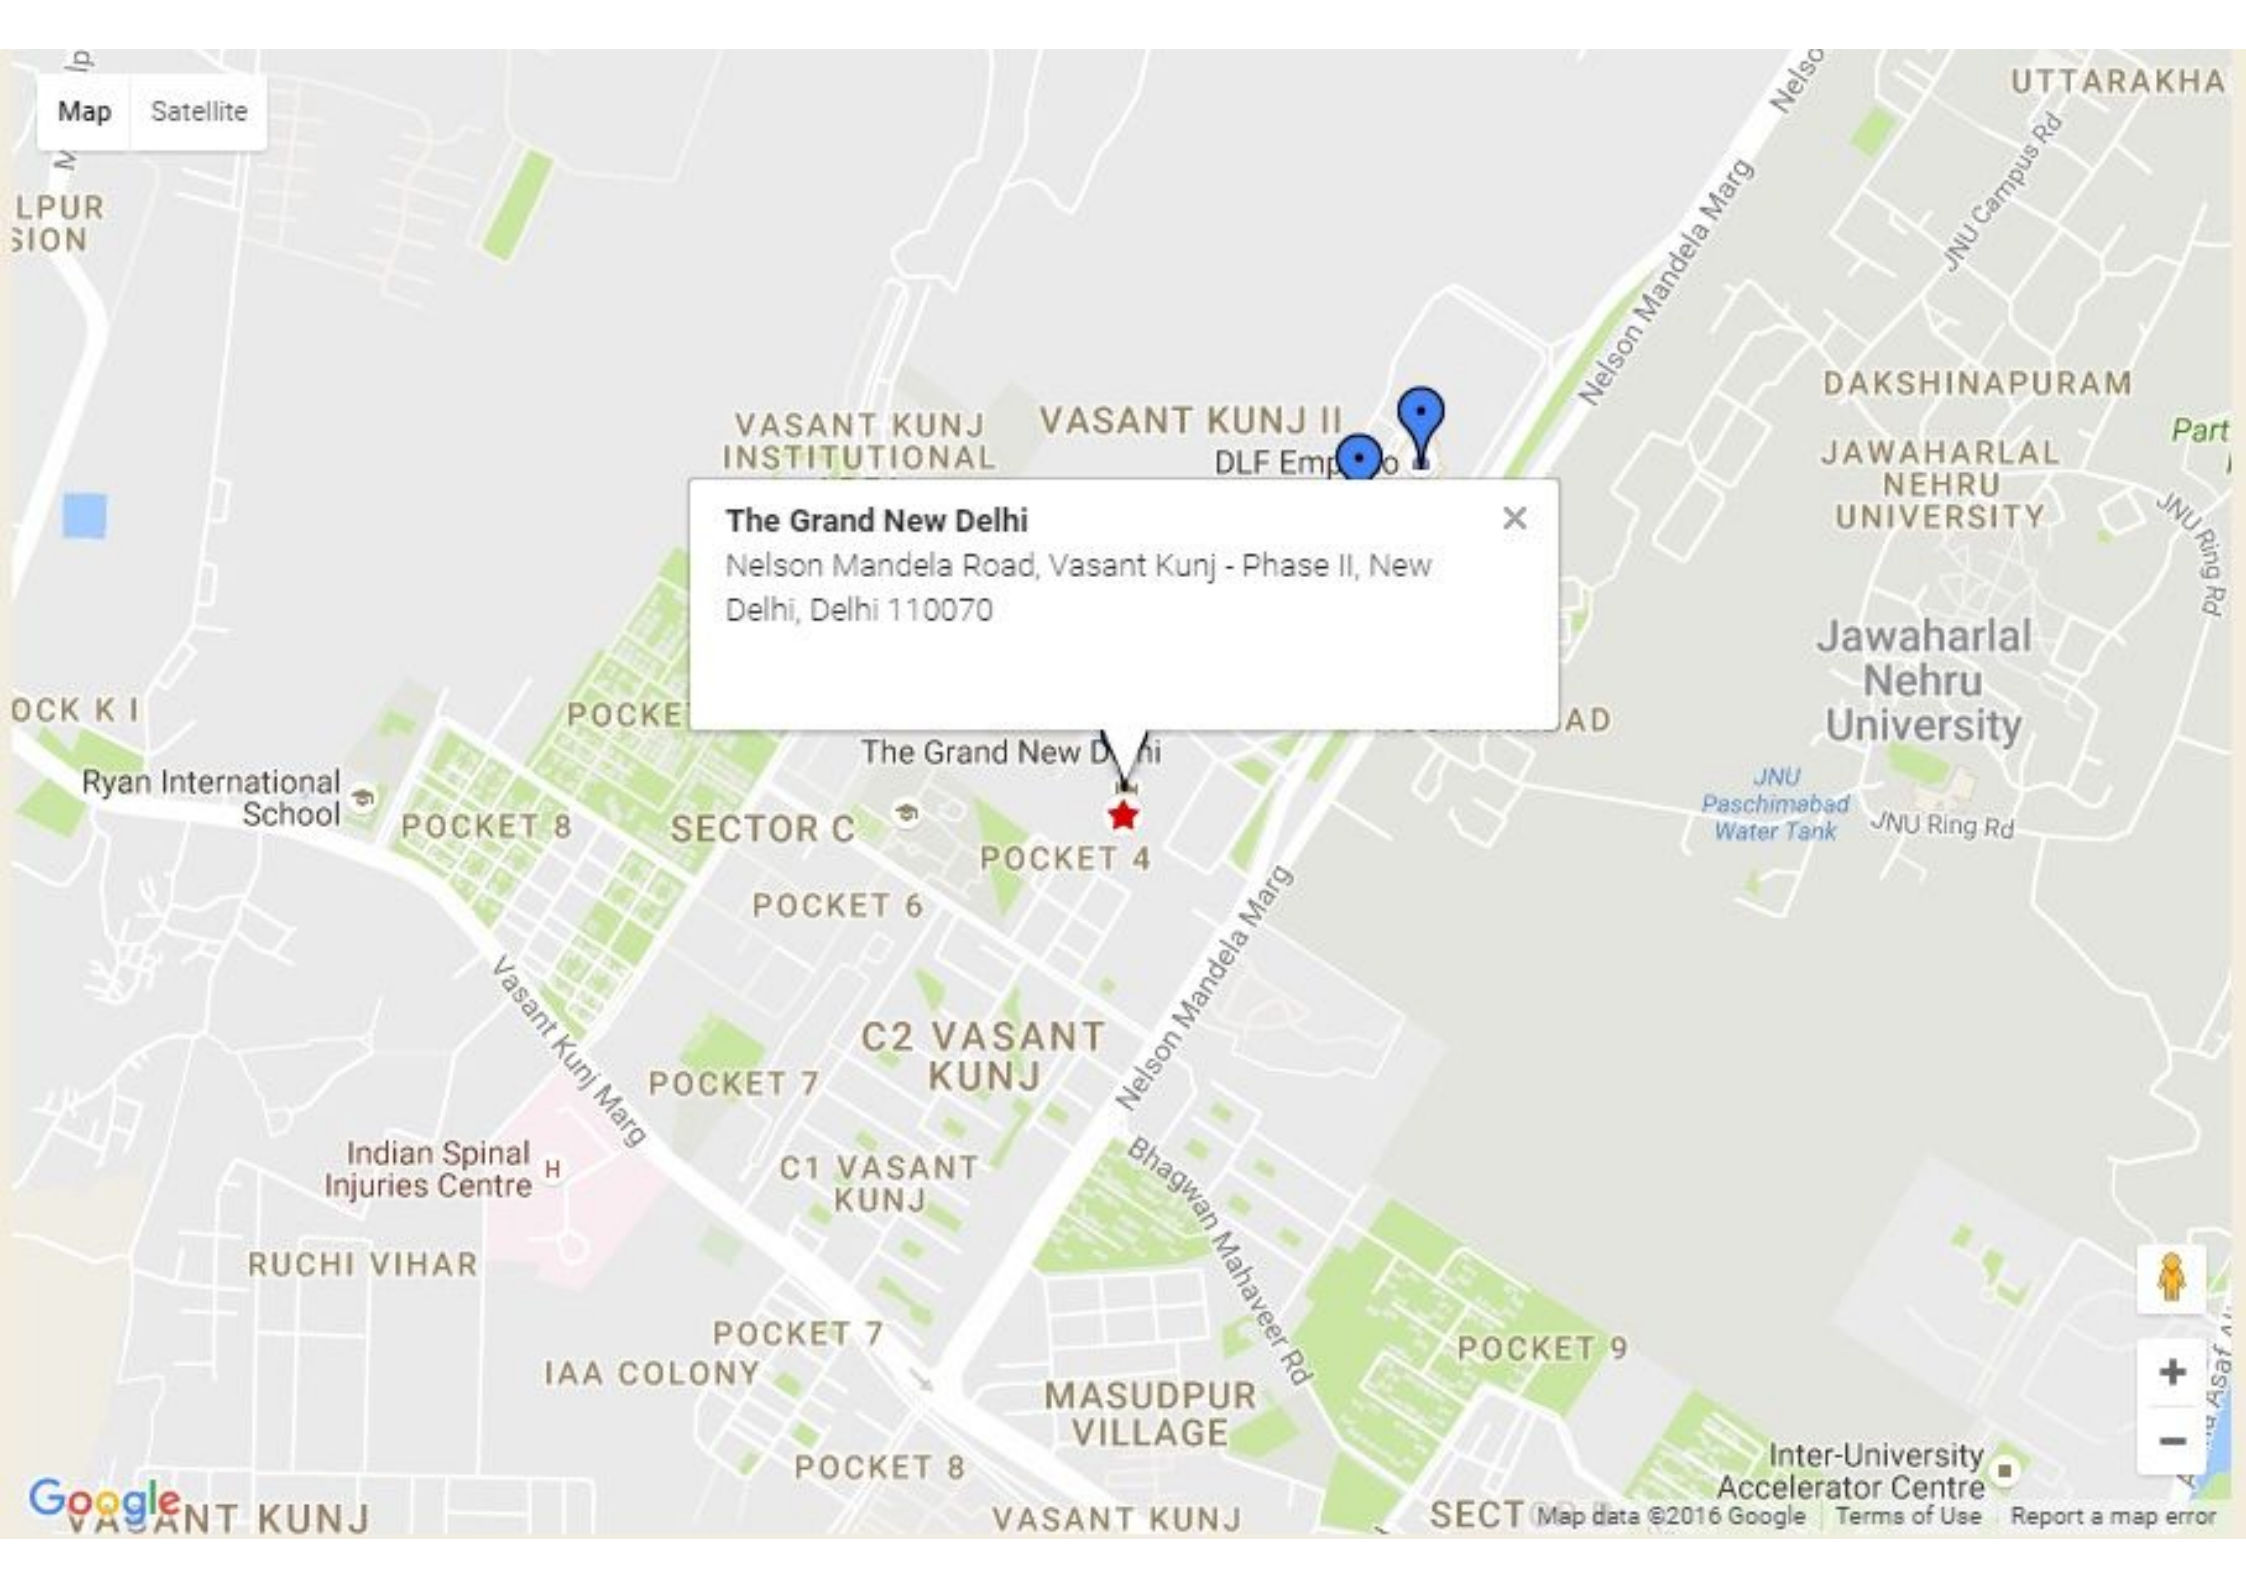 Map
Satellite
UTTARAKHA
Nelso
Nelson Mandela Marg
JNU Campus Rd
LPUR
SION
DAKSHINAPURAM
VASANT KUNJ
INSTITUTIONAL
VASANT KUNJ II
JAWAHARLAL
NEHRU
UNIVERSITY
Part
JNU Ring Rd
The Grand New Delhi
Nelson Mandela Road, Vasant Kunj - Phase II, New
Delhi, Delhi 110070
Jawaharlal
Nehru
University
OCK K I
The Grand New
Ryan International
School
POCKET 8
SECTOR C
POCKET 4
JNU
Paschimabad
Water Tank
JNU Ring Rd
POCKET 6
Nelson Mandela Marg
Vasant Kunj Marg
C2 VASANT
KUNJ
POCKET 7
Indian Spinal
Injuries Centre
H
C1 VASANT
KUNJ
Bhagwan Mahaveer Rd
RUCHI VIHAR
POCKET 7
IAA COLONY
POCKET 9
MASUDPUR
VILLAGE
POCKET 8
Inter-University
Accelerator Centre
Google
VASANT KUNJ
VASANT KUNJ
SECT
Map data ©2016 Google
Terms of Use
Report a map error